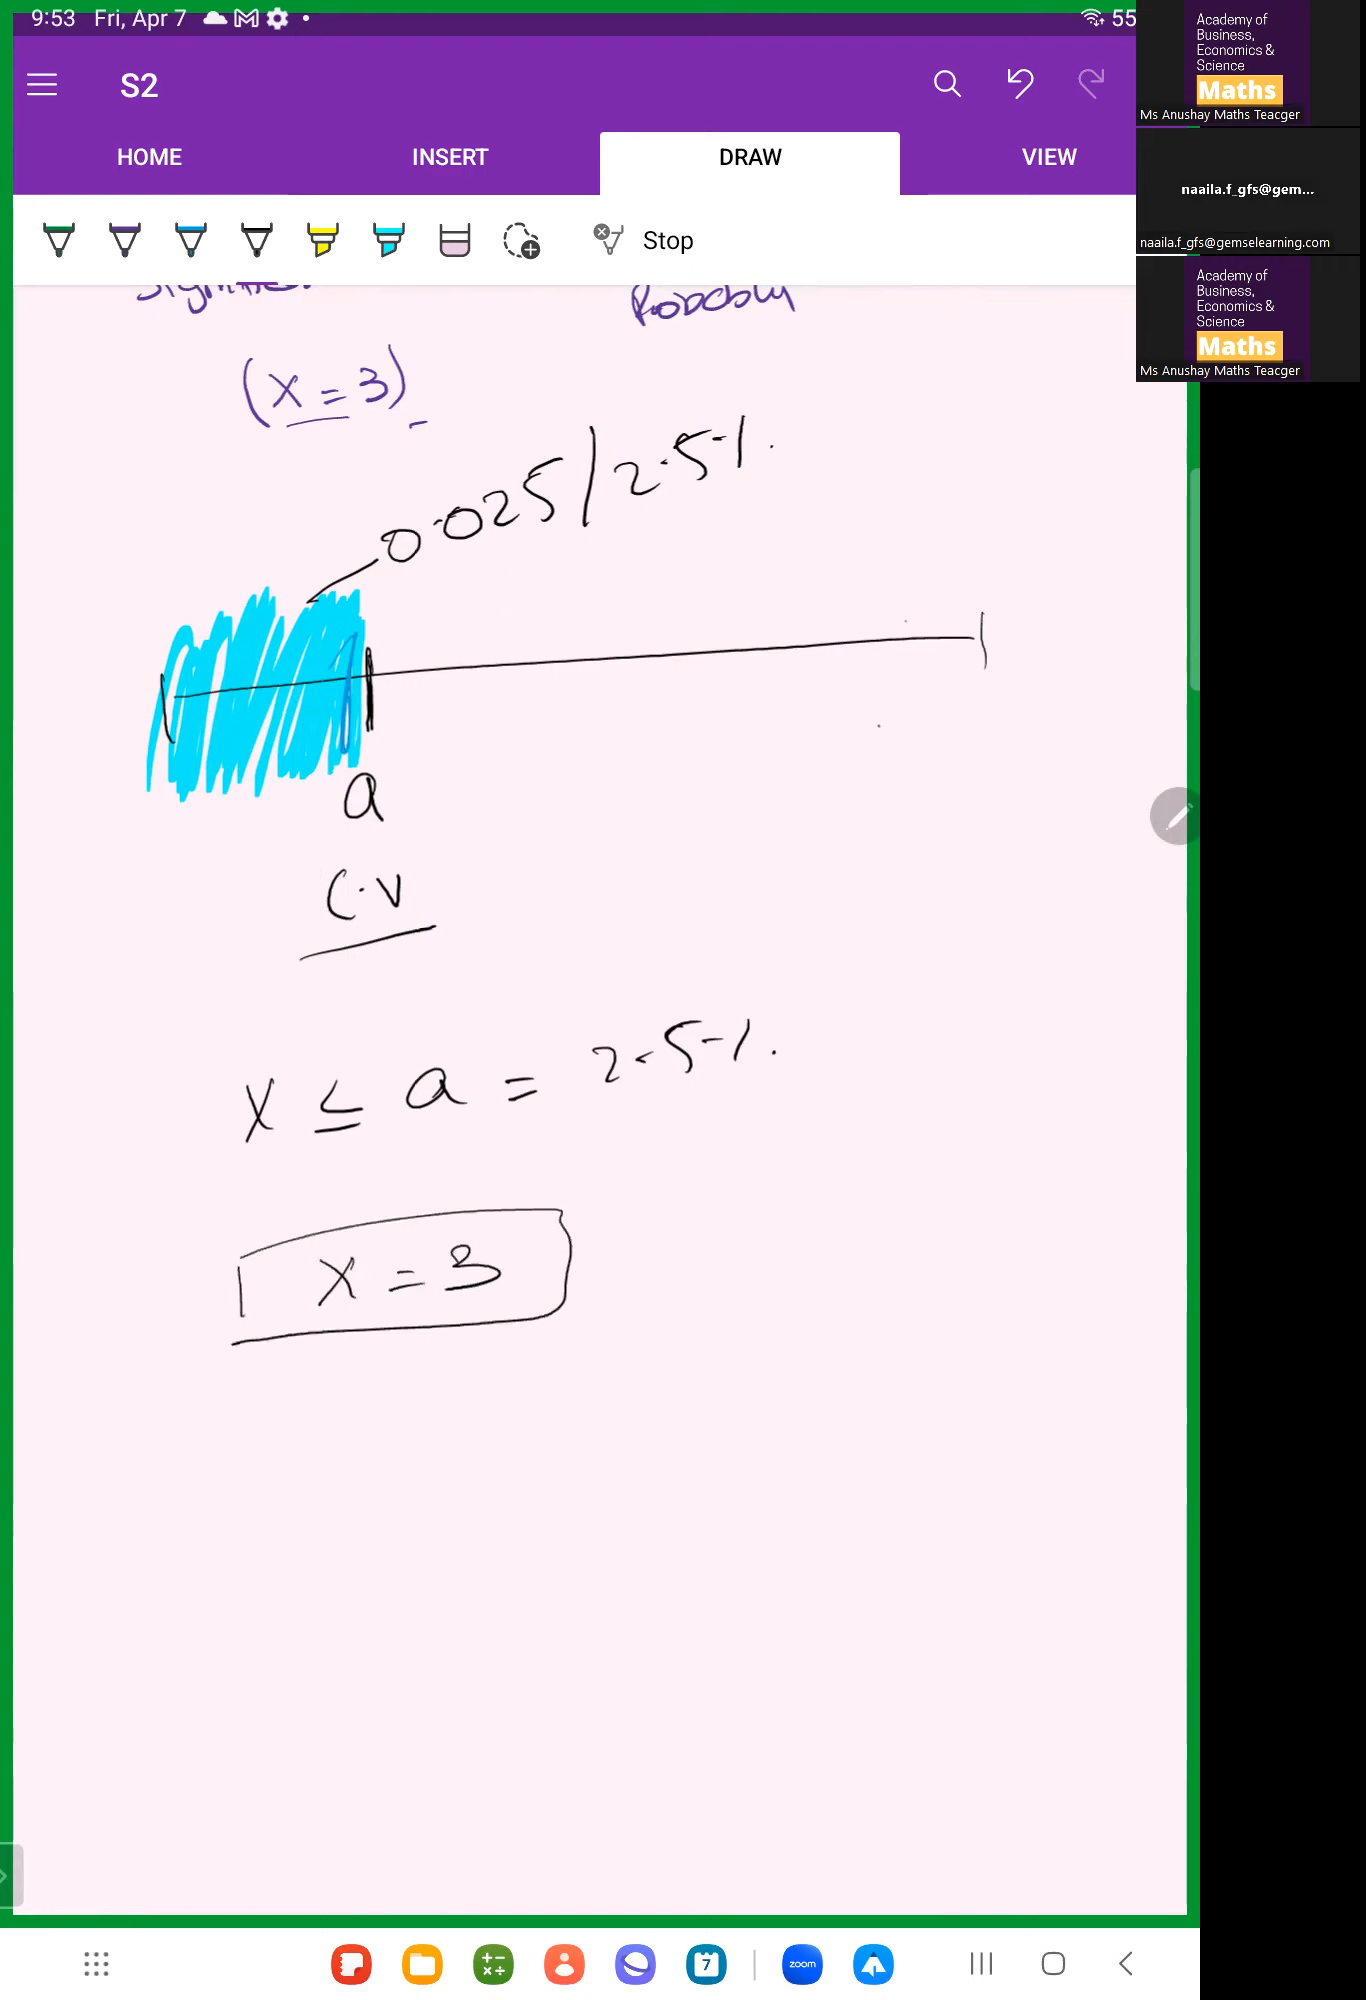 9:53 Fri, Apr 7
55
S2
HOME INSERT DRAW VIEW
Stop
Academy of
Business,
Economics &
Science
Maths
Ms Anushay Maths Teacger
naaila.f_gfs@gem...
naaila.f_gfs@gemselearning.com
Academy of
Business,
Economics &
Science
Maths
Ms Anushay Maths Teacger
(x = 3)
0.025 / 2.5%
a
C.V
X ≤ a = 2.5%
X = 3
7
zoom